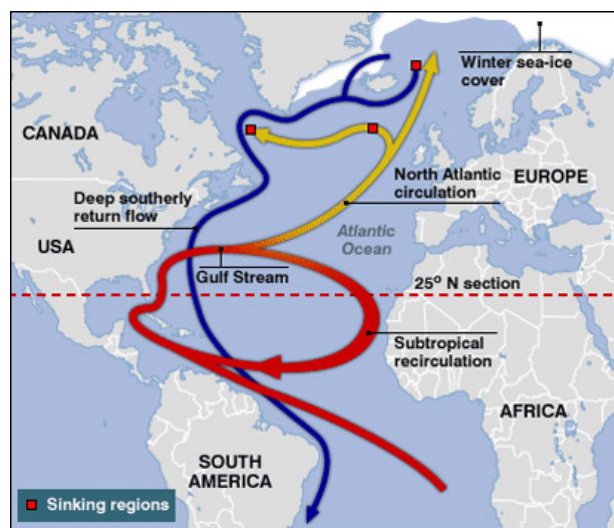 Winter sea-ice
cover
CANADA
North Atlantic
circulation
EUROPE
Deep southerly
return flow
USA
Atlantic
Ocean
Gulf Stream
25º N section
Subtropical
recirculation
AFRICA
SOUTH
AMERICA
Sinking regions